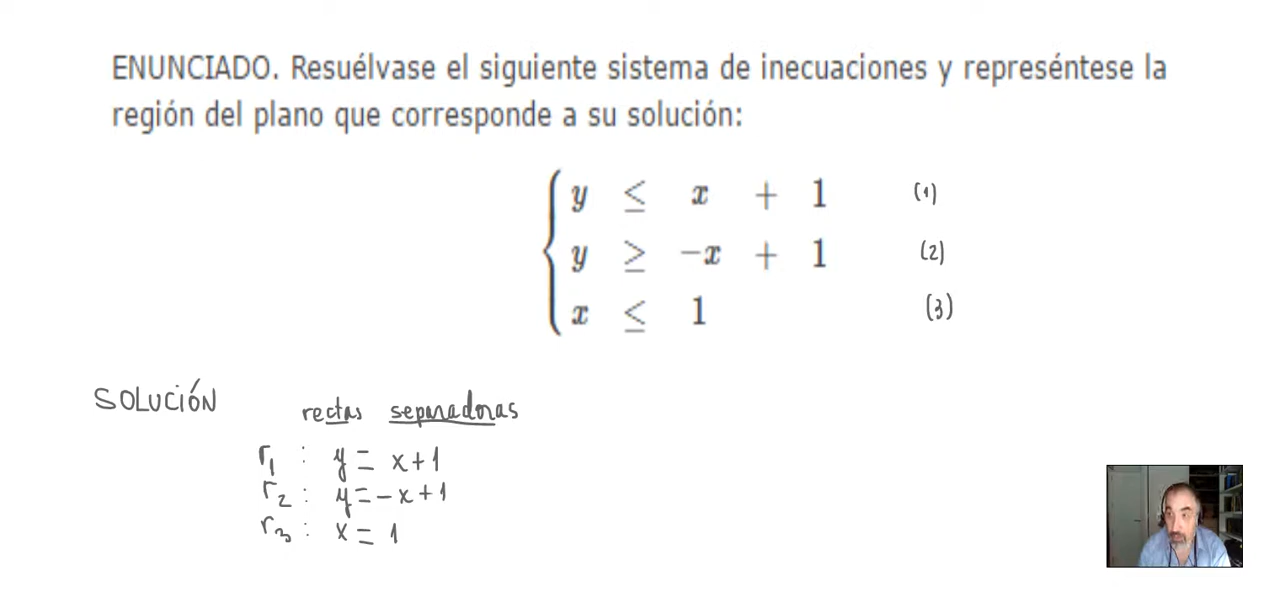 ENUNCIADO. Resuélvase el siguiente sistema de inecuaciones y represéntese la
región del plano que corresponde a su solución:
y ≤ x + 1 (1)
y ≥ -x + 1 (2)
x ≤ 1 (3)
SOLUCIÓN
rectas separadoras
r₁ : y = x+1
r₂ : y = -x+1
r₃ : x = 1